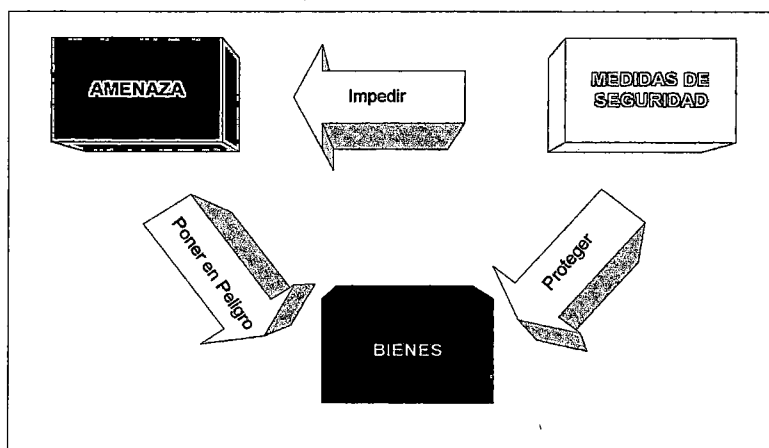 AMENAZA
Impedir
MEDIDAS DE
SEGURIDAD
Poner en Peligro
Proteger
BIENES